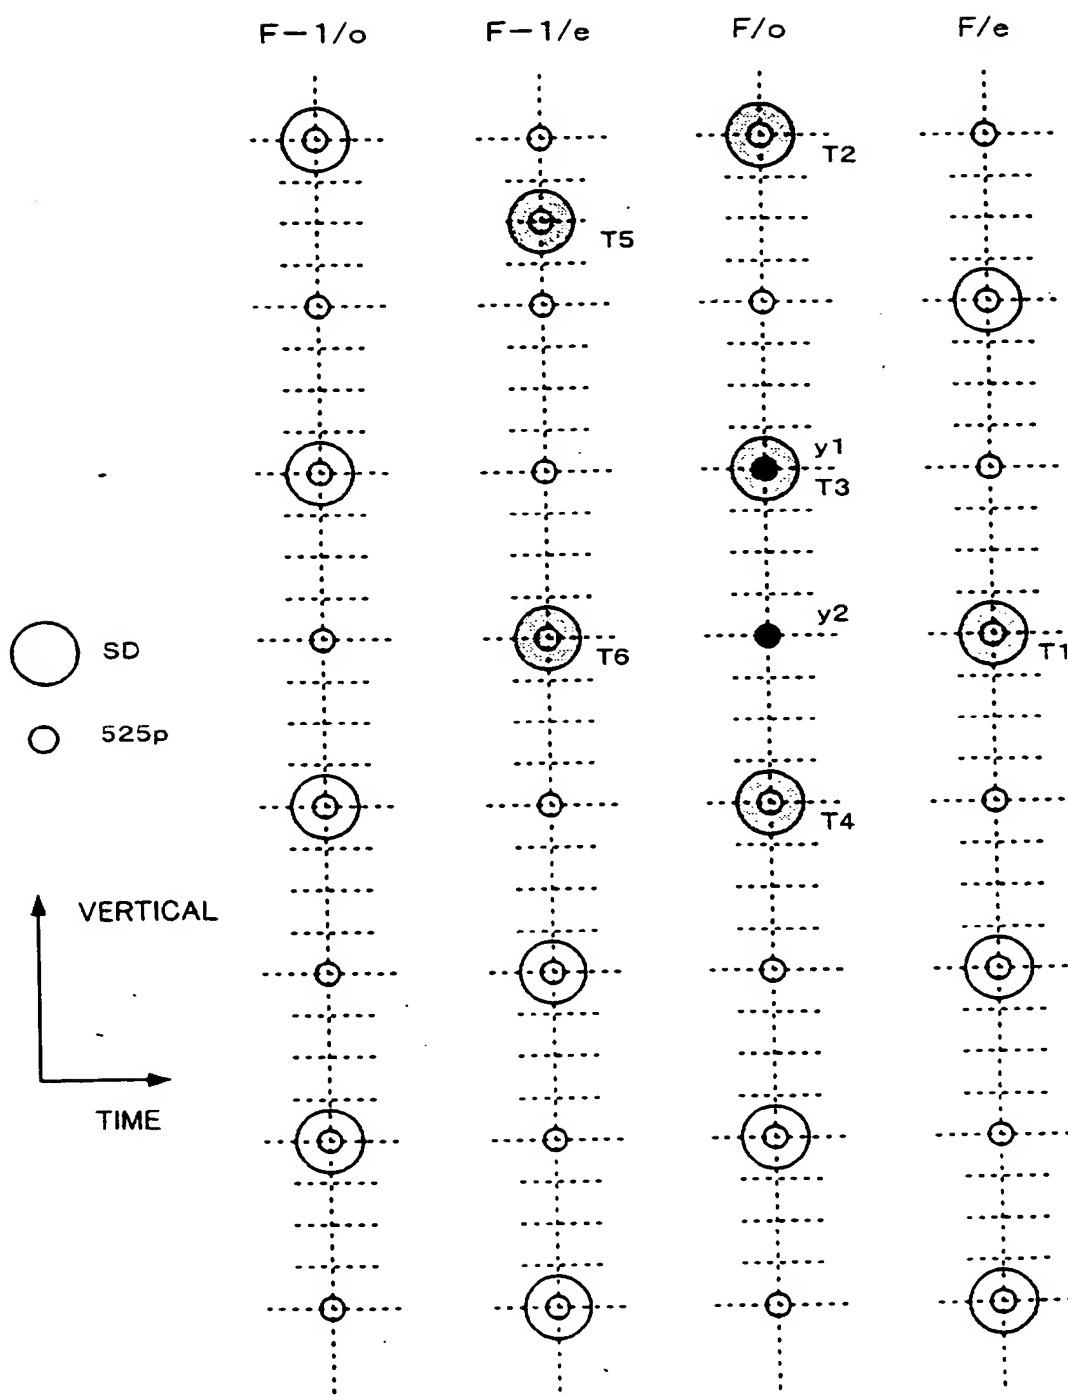 F-1/o F-1/e F/o F/e
T2
T5
y1
T3
y2
SD
T6
T1
525p
T4
VERTICAL
TIME